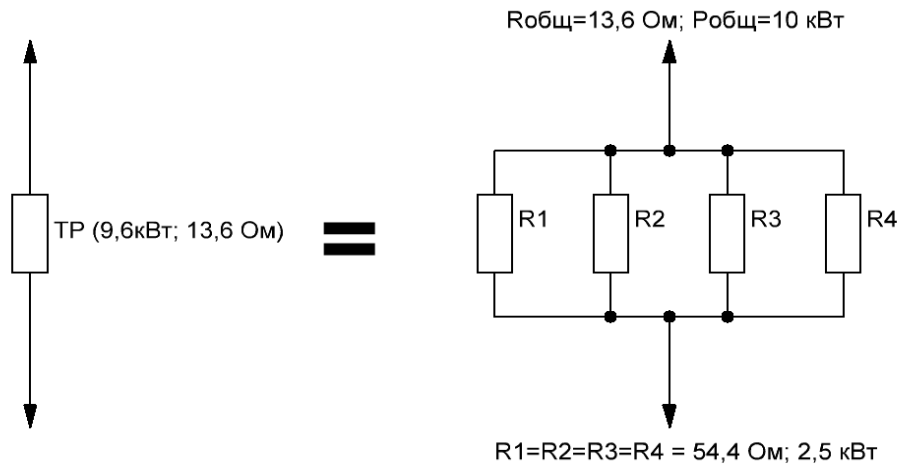 Rобщ=13,6 Ом; Pобщ=10 кВт
ТР (9,6кВт; 13,6 Ом)
R1
R2
R3
R4
R1=R2=R3=R4 = 54,4 Ом; 2,5 кВт